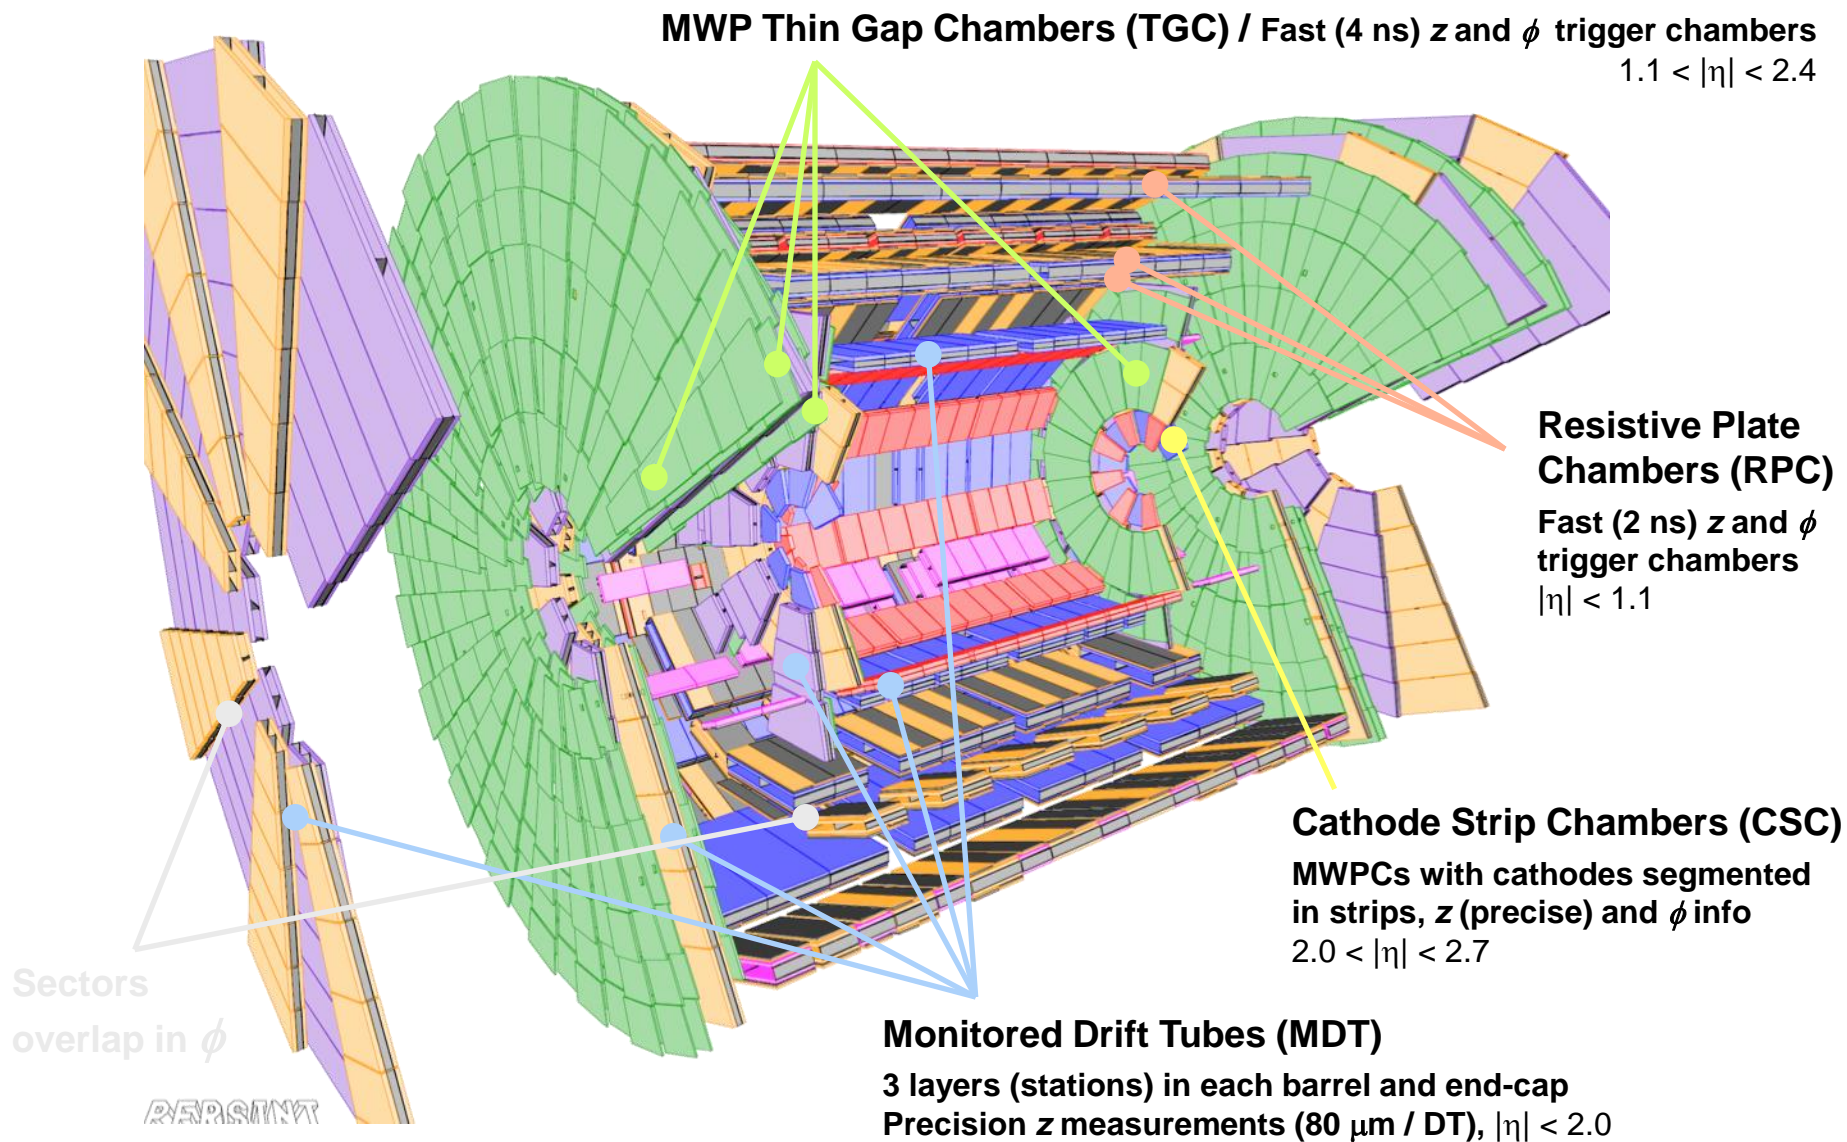 MWP Thin Gap Chambers (TGC) / Fast (4 ns) z and ϕ trigger chambers
1.1 < |η| < 2.4
Resistive Plate
Chambers (RPC)
Fast (2 ns) z and ϕ
trigger chambers
|η| < 1.1
Cathode Strip Chambers (CSC)
MWPCs with cathodes segmented
in strips, z (precise) and ϕ info
2.0 < |η| < 2.7
Sectors
overlap in ϕ
Monitored Drift Tubes (MDT)
3 layers (stations) in each barrel and end-cap
Precision z measurements (80 μm / DT), |η| < 2.0
PERSINT